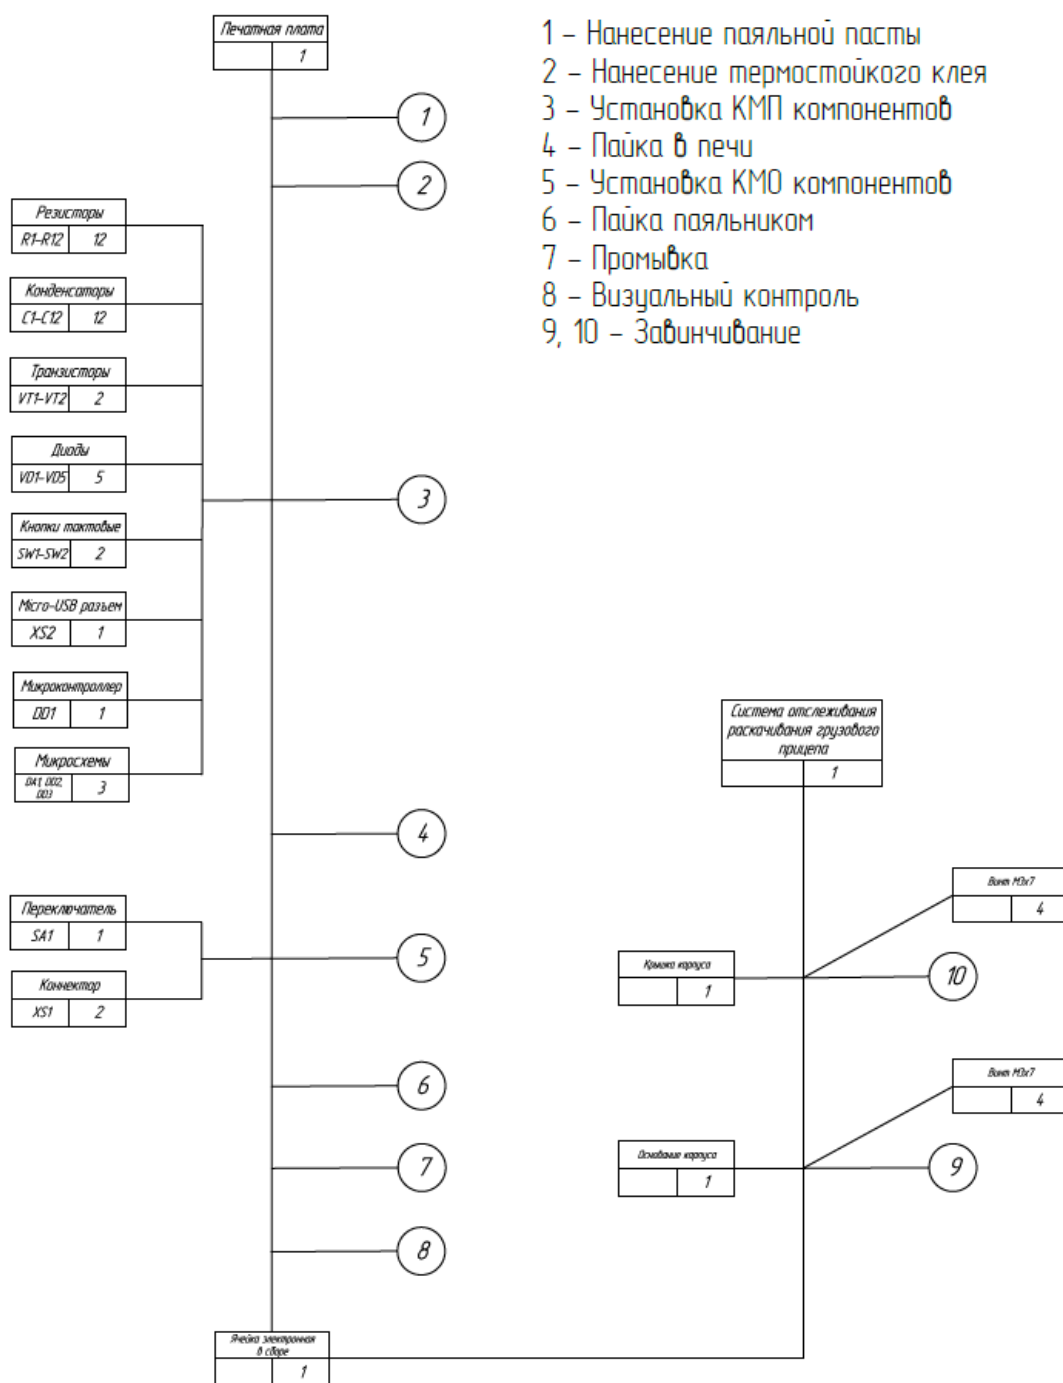 Печатная плата
1
1 – Нанесение паяльной пасты
2 – Нанесение термостойкого клея
3 – Установка КМП компонентов
4 – Пайка в печи
5 – Установка КМО компонентов
6 – Пайка паяльником
7 – Промывка
8 – Визуальный контроль
9, 10 – Завинчивание
1
2
Резисторы
R1-R12 12
Конденсаторы
C1-C12 12
Транзисторы
VT1-VT2 2
Диоды
VD1-VD5 5
3
Кнопки тактовые
SW1-SW2 2
Micro-USB разъем
XS2 1
Микроконтроллер
DD1 1
Микросхемы
DA1, DD2,
DD3
3
4
Переключатель
SA1 1
5
Коннектор
XS1 2
6
7
8
Ячейка электронная
в сборе
1
Система отслеживания
раскачивания грузового
прицепа
1
Винт М3х7
4
Крышка корпуса
1
10
Винт М3х7
4
Основание корпуса
1
9